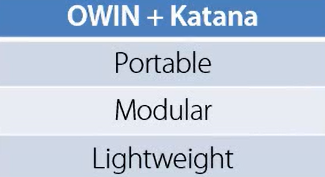 OWIN + Katana
Portable
Modular
Lightweight